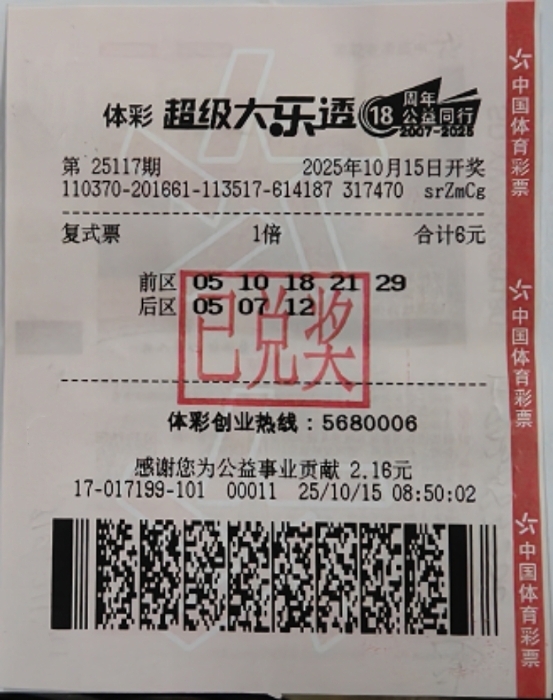 体彩 超级大乐透 18 周年 公益同行 2007-2025
第 25117期 2025年10月15日开奖
110370-201661-113517-614187 317470 srZmCg
复式票 1倍 合计6元
前区 05 10 18 21 29
后区 05 07 12
已兑奖
体彩创业热线：5680006
感谢您为公益事业贡献 2.16元
17-017199-101 00011 25/10/15 08:50:02
中国体育彩票
中国体育彩票
中国体育彩票